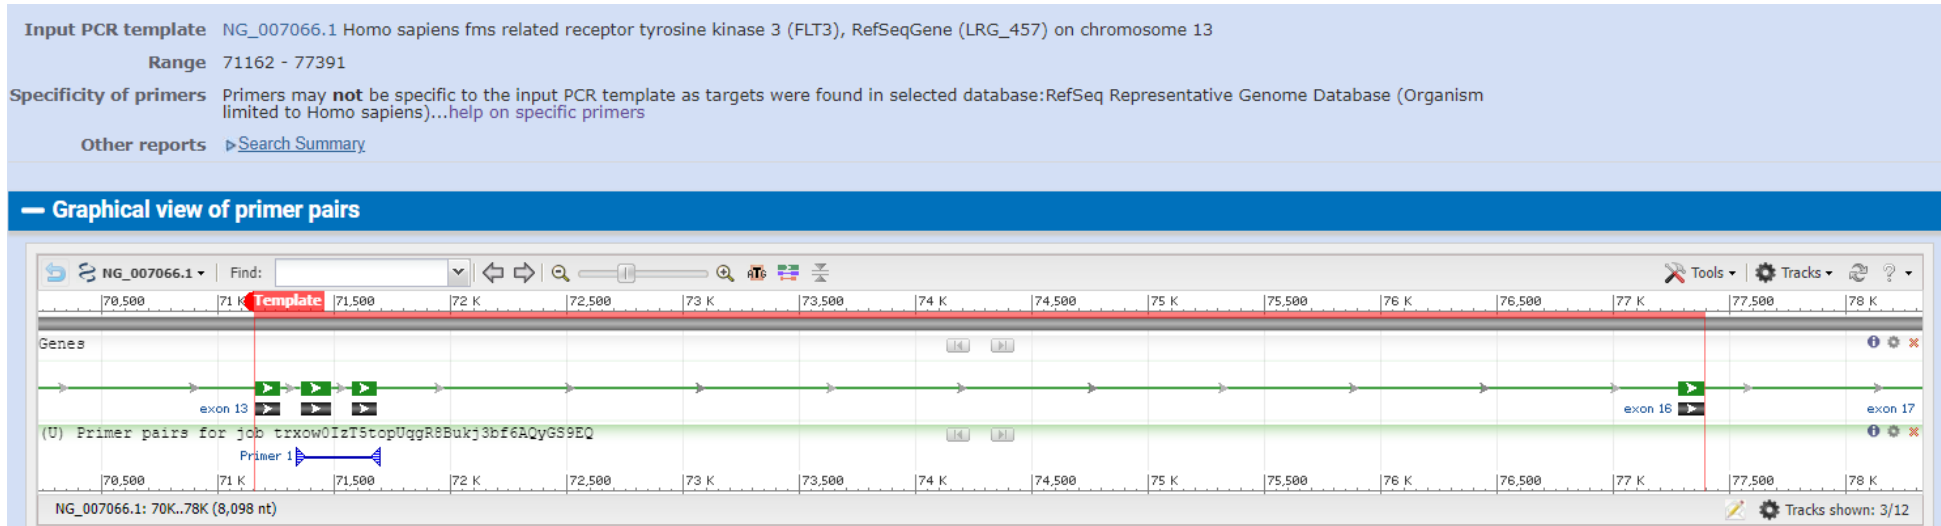 Input PCR template NG_007066.1 Homo sapiens fms related receptor tyrosine kinase 3 (FLT3), RefSeqGene (LRG_457) on chromosome 13
Range 71162 - 77391
Specificity of primers Primers may not be specific to the input PCR template as targets were found in selected database:RefSeq Representative Genome Database (Organism
limited to Homo sapiens)...help on specific primers
Other reports Search Summary
Graphical view of primer pairs
NG_007066.1 Find: ATG Tools Tracks ?
70,500 71 K Template 71,500 72 K 72,500 73 K 73,500 74 K 74,500 75 K 75,500 76 K 76,500 77 K 77,500 78 K
Genes
exon 13 exon 16 exon 17
(U) Primer pairs for job trxow0IzT5topUqgR8Bukj3bf6AQyGS9EQ
Primer 1
70,500 71 K 71,500 72 K 72,500 73 K 73,500 74 K 74,500 75 K 75,500 76 K 76,500 77 K 77,500 78 K
NG_007066.1: 70K..78K (8,098 nt) Tracks shown: 3/12